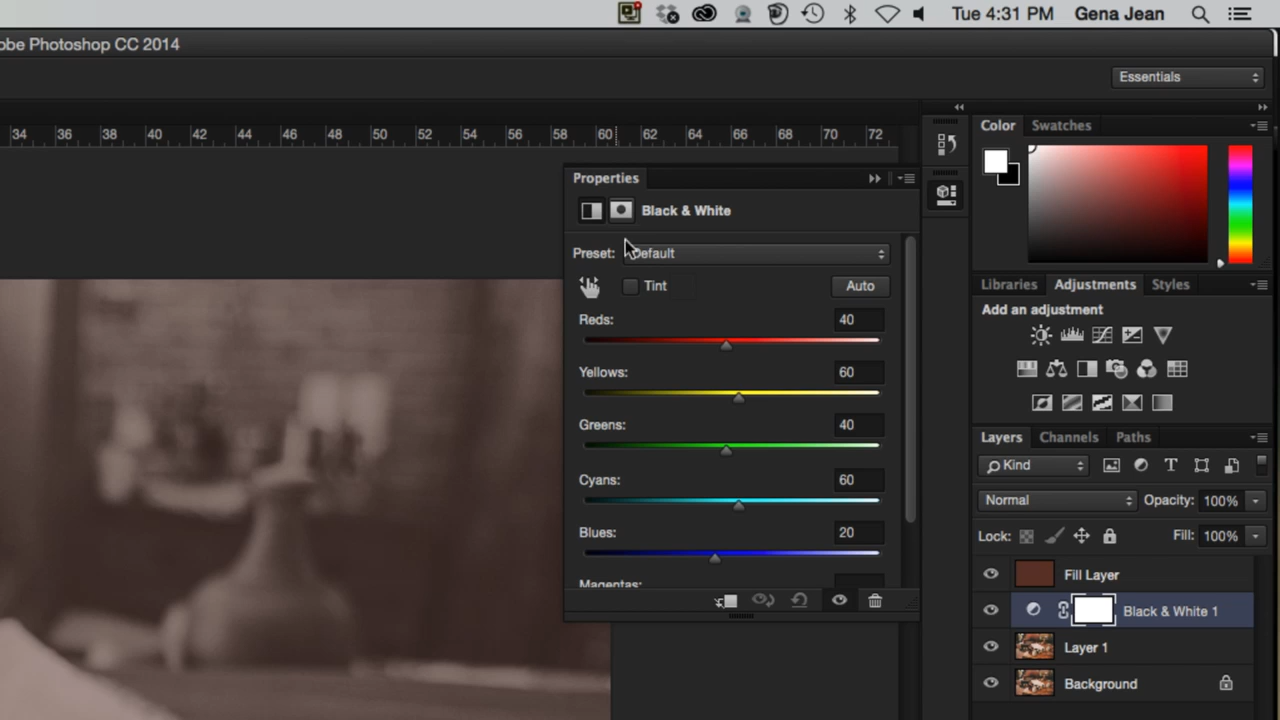 Tue 4:31 PM Gena Jean
obe Photoshop CC 2014
Essentials
34 36 38 40 42 44 46 48 50 52 54 56 58 60 62 64 66 68 70 72
Color Swatches
Properties
Black & White
Preset: Default
Tint Auto
Reds: 40
Yellows: 60
Greens: 40
Cyans: 60
Blues: 20
Magentas:
Libraries Adjustments Styles
Add an adjustment
Layers Channels Paths
Kind
Normal Opacity: 100%
Lock: Fill: 100%
Fill Layer
Black & White 1
Layer 1
Background